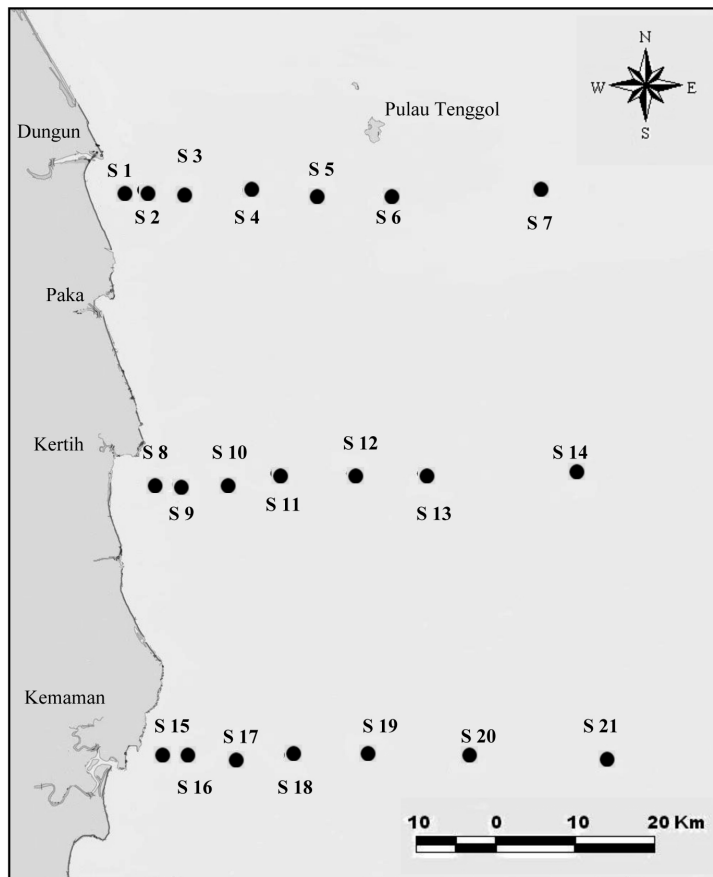 N
W E
S
Pulau Tenggol
Dungun
S 3
S 1
S 5
S 2
S 4
S 6
S 7
Paka
Kertih
S 8
S 10
S 12
S 14
S 11
S 9
S 13
Kemaman
S 15
S 17
S 19
S 20
S 21
S 16
S 18
10 0 10 20 Km